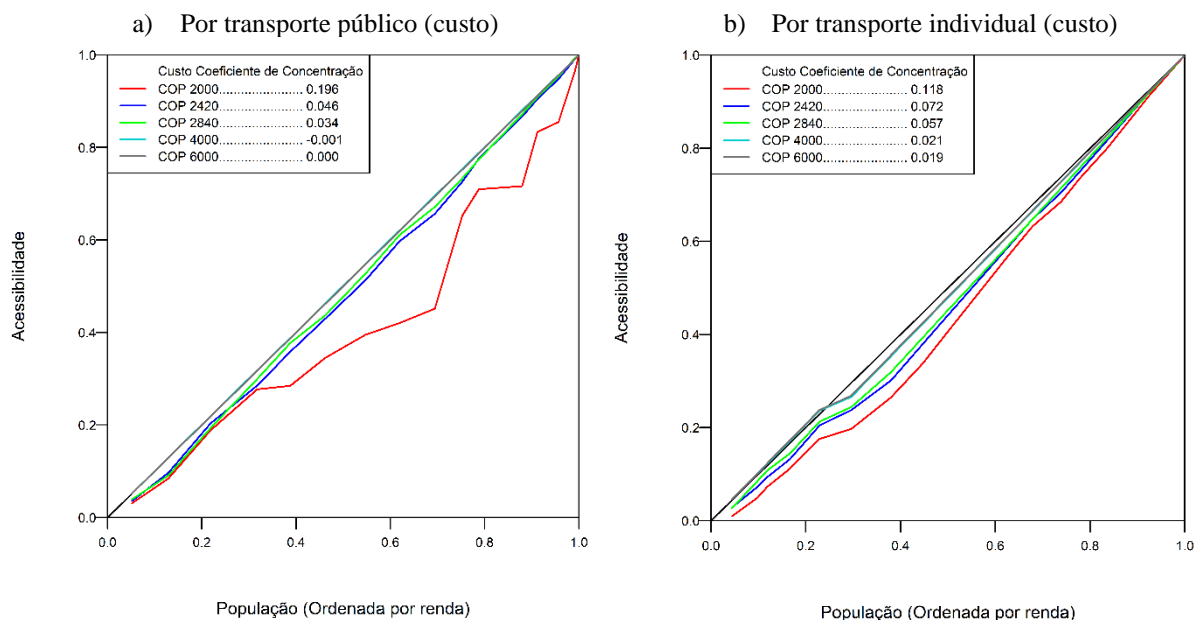 a) Por transporte público (custo)
Custo Coeficiente de Concentração
COP 2000........................... 0.196
COP 2420........................... 0.046
COP 2840........................... 0.034
COP 4000........................... -0.001
COP 6000........................... 0.000
1.0
0.8
0.6
0.4
0.2
0.0
0.0 0.2 0.4 0.6 0.8 1.0
Acessibilidade
População (Ordenada por renda)
b) Por transporte individual (custo)
Custo Coeficiente de Concentração
COP 2000........................... 0.118
COP 2420........................... 0.072
COP 2840........................... 0.057
COP 4000........................... 0.021
COP 6000........................... 0.019
1.0
0.8
0.6
0.4
0.2
0.0
0.0 0.2 0.4 0.6 0.8 1.0
Acessibilidade
População (Ordenada por renda)